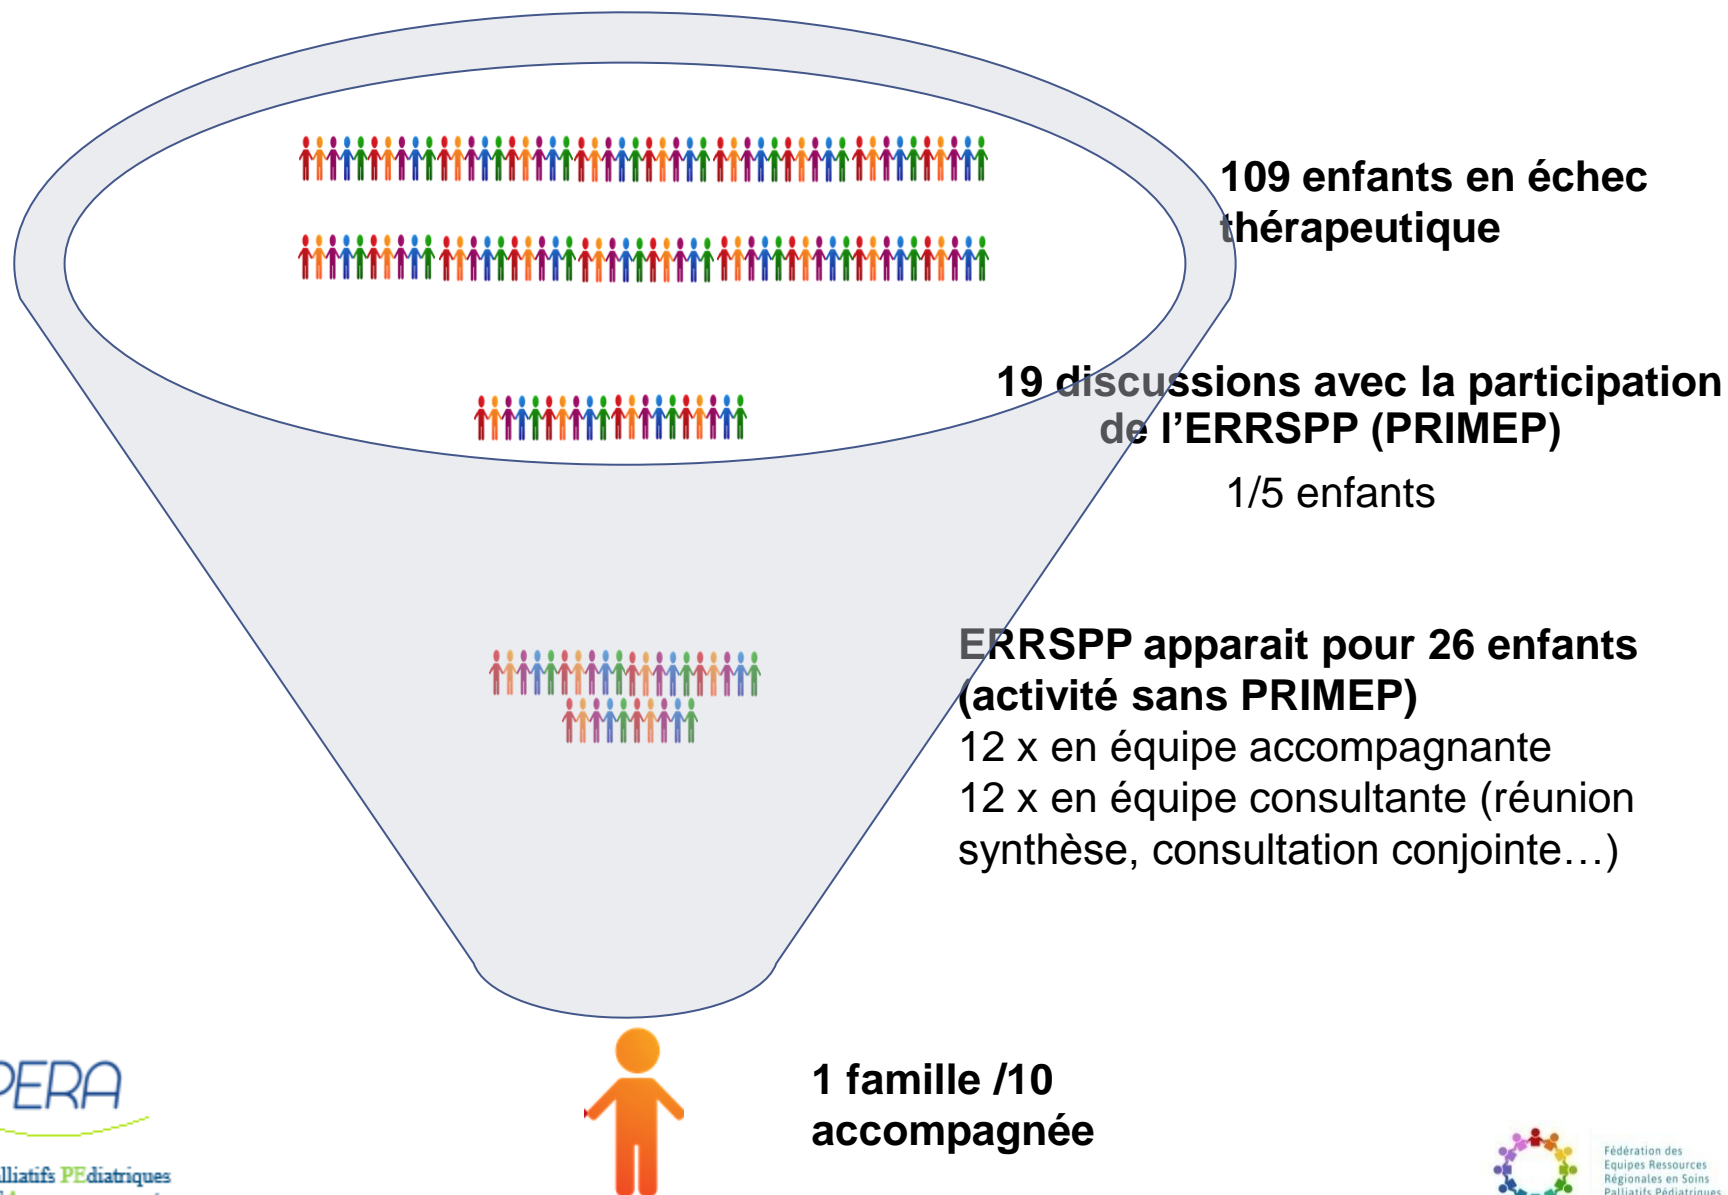 109 enfants en échec
thérapeutique
19 discussions avec la participation
de l’ERRSPP (PRIMEP)
1/5 enfants
ERRSPP apparait pour 26 enfants
(activité sans PRIMEP)
12 x en équipe accompagnante
12 x en équipe consultante (réunion
synthèse, consultation conjointe…)
1 famille /10
accompagnée
PERA
lliatifs PEdiatriques
Fédération des
Equipes Ressources
Régionales en Soins
Palliatifs Pédiatriques